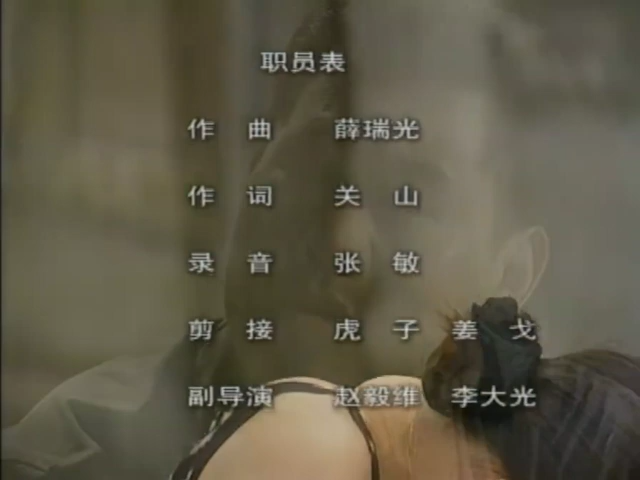 职员表
作 曲 薛瑞光
作 词 关 山
录 音 张 敏
剪 接 虎 子 姜 戈
副导演 赵毅维 李大光